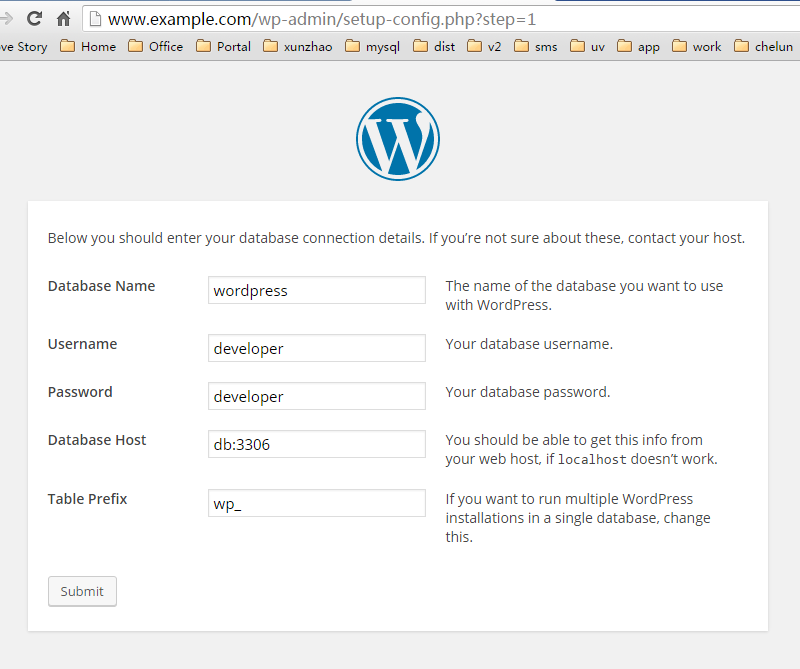 www.example.com/wp-admin/setup-config.php?step=1
ve Story Home Office Portal xunzhao mysql dist v2 sms uv app work chelun
W
Below you should enter your database connection details. If you’re not sure about these, contact your host.
Database Name wordpress The name of the database you want to use
with WordPress.
Username developer Your database username.
Password developer Your database password.
Database Host db:3306 You should be able to get this info from
your web host, if localhost doesn’t work.
Table Prefix wp_ If you want to run multiple WordPress
installations in a single database, change
this.
Submit